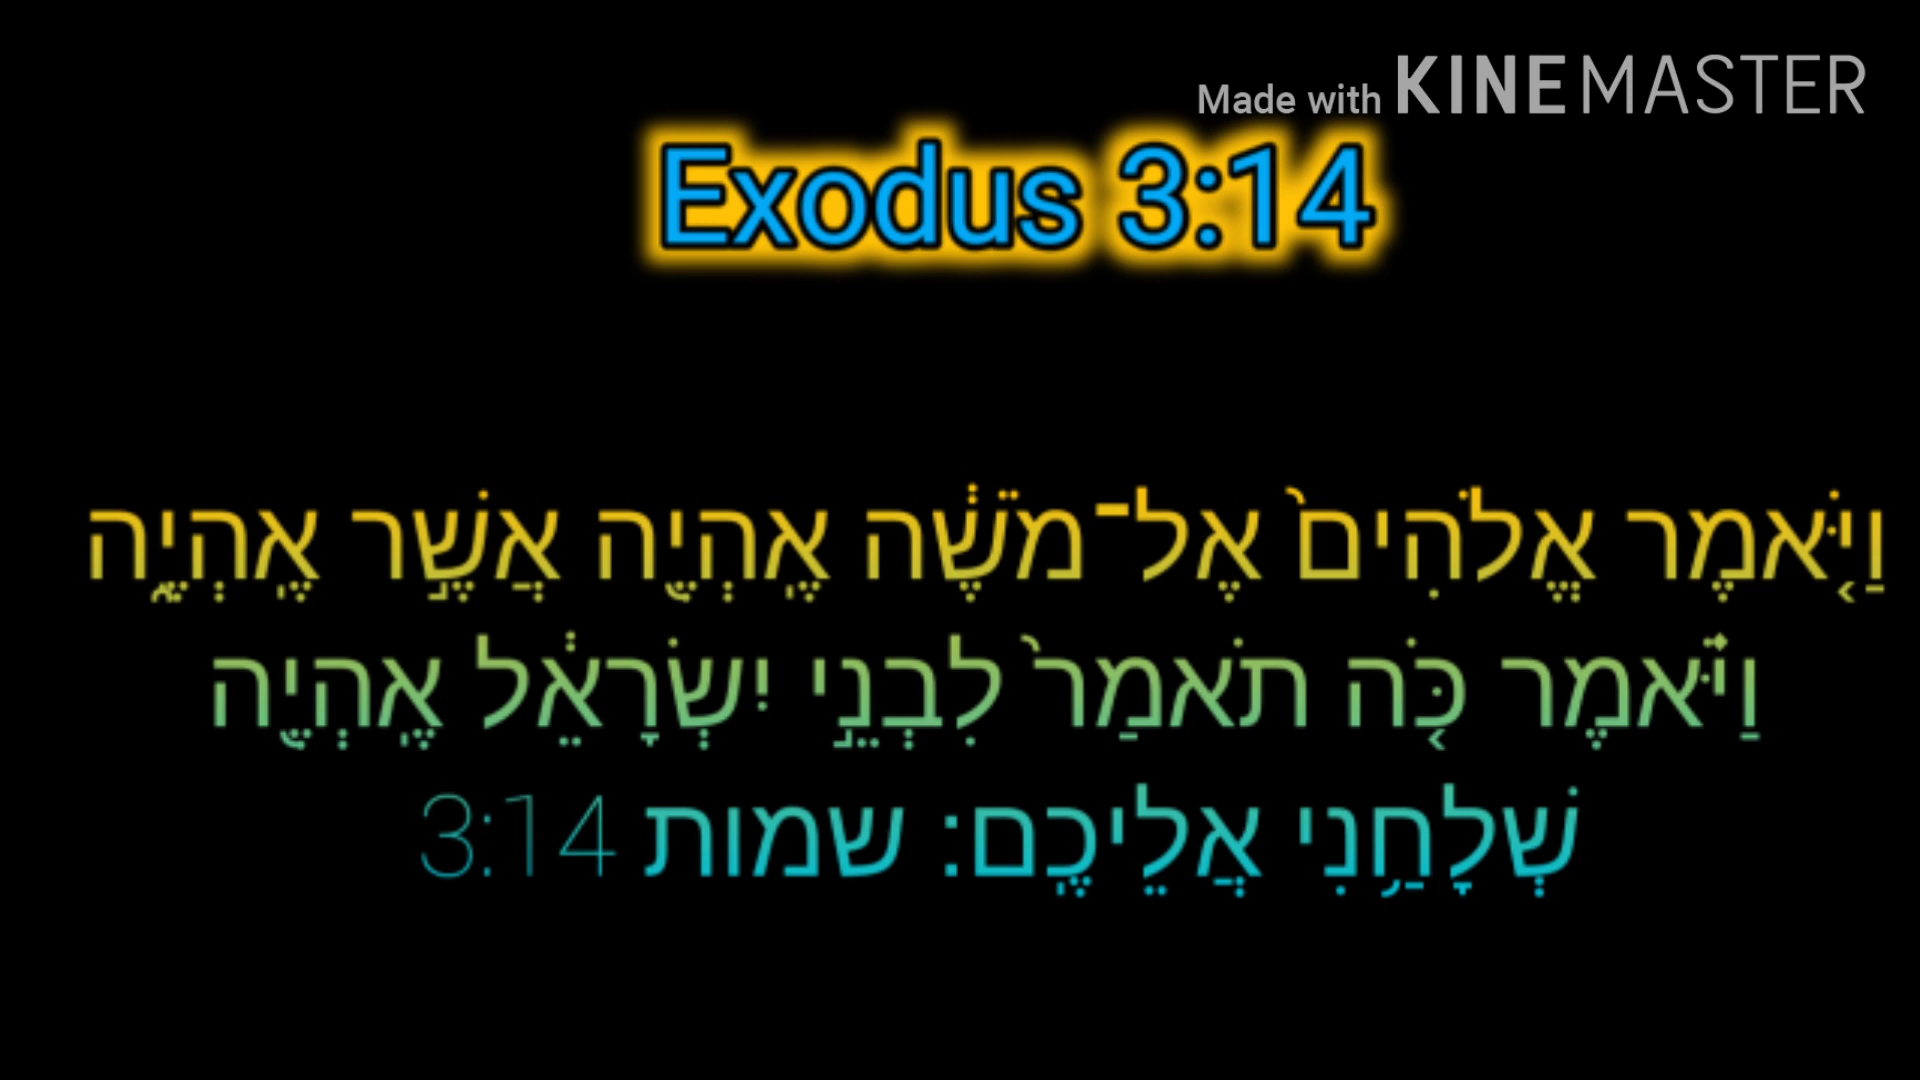 Made with KINEMASTER
Exodus 3:14
וַיֹּ֤אמֶר אֱלֹהִים֙ אֶל־מֹשֶׁ֔ה אֶֽהְיֶ֖ה אֲשֶׁ֣ר אֶֽהְיֶ֑ה
וַיֹּ֗אמֶר כֹּ֤ה תֹאמַר֙ לִבְנֵ֣י יִשְׂרָאֵ֔ל אֶֽהְיֶ֖ה
שְׁלָחַ֥נִי אֲלֵיכֶֽם׃ שמות 3:14